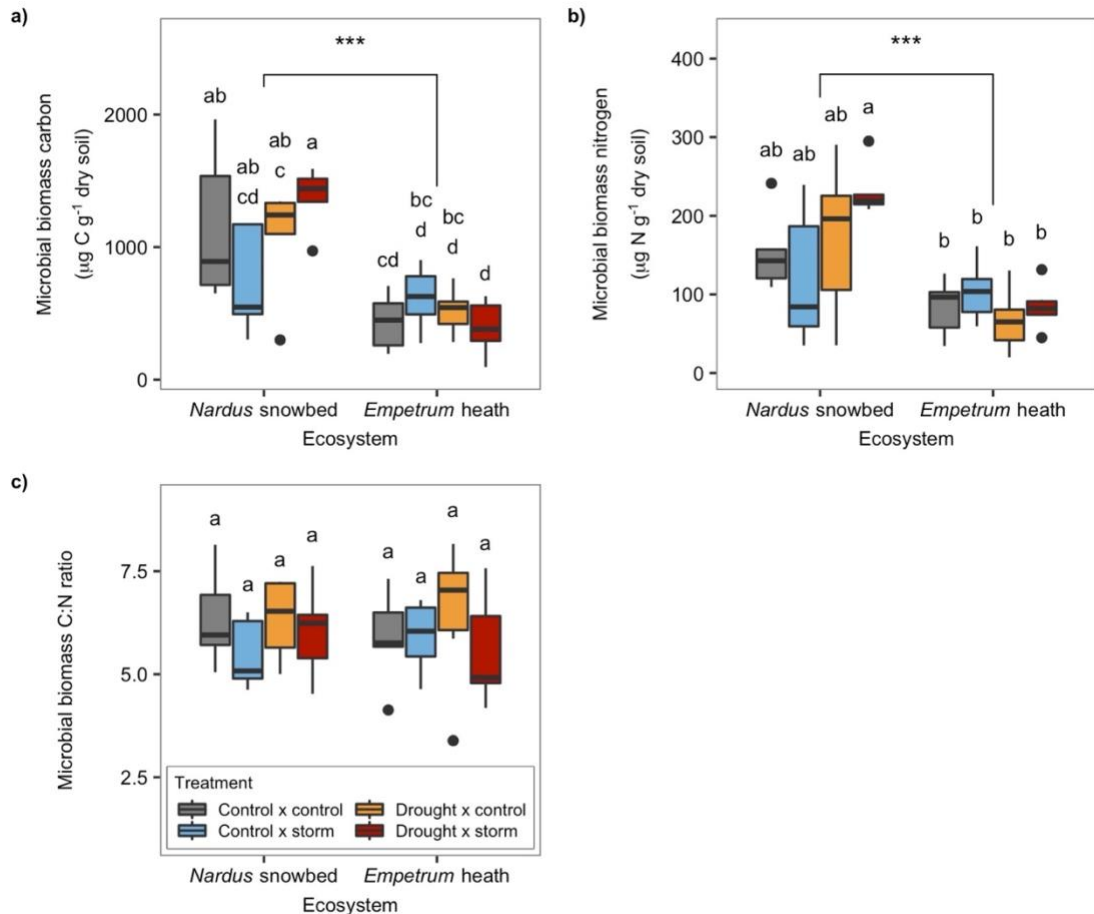 a)
Microbial biomass carbon
(µg C g⁻¹ dry soil)
2000
1000
0
***
ab
ab
cd
ab
c
a
cd
bc
d
bc
d
d
Nardus snowbed
Empetrum heath
Ecosystem
b)
Microbial biomass nitrogen
(µg N g⁻¹ dry soil)
400
300
200
100
0
***
ab
ab
ab
a
b
b
b
b
Nardus snowbed
Empetrum heath
Ecosystem
c)
Microbial biomass C:N ratio
7.5
5.0
2.5
a
a
a
a
a
a
a
a
Treatment
Control x control
Drought x control
Control x storm
Drought x storm
Nardus snowbed
Empetrum heath
Ecosystem